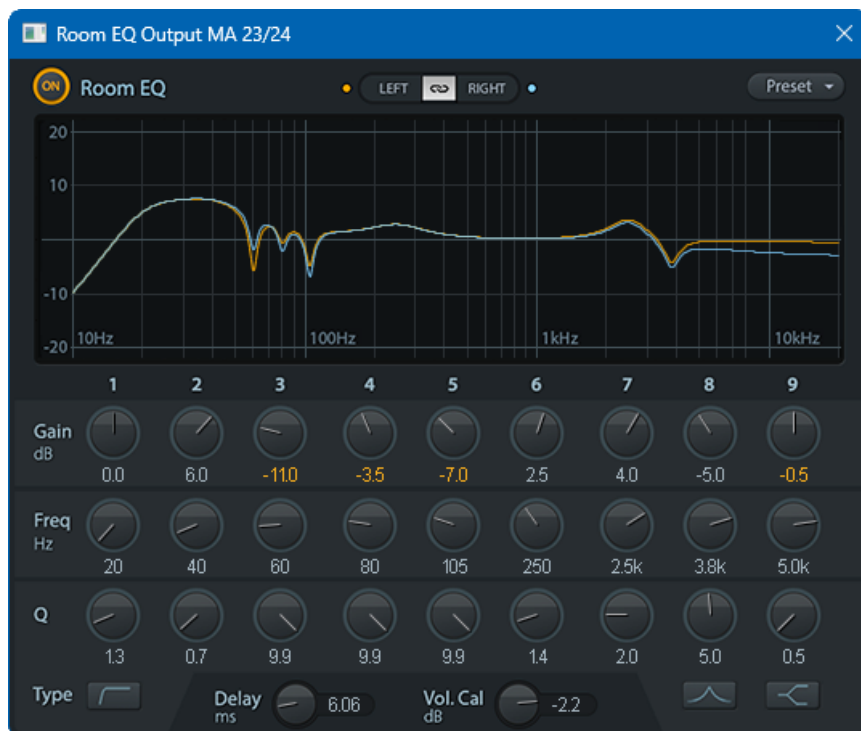 Room EQ Output MA 23/24
ON Room EQ LEFT RIGHT Preset
20
10
-10
-20
10Hz 100Hz 1kHz 10kHz
1 2 3 4 5 6 7 8 9
Gain
dB
0.0 6.0 -11.0 -3.5 -7.0 2.5 4.0 -5.0 -0.5
Freq
Hz
20 40 60 80 105 250 2.5k 3.8k 5.0k
Q
1.3 0.7 9.9 9.9 9.9 1.4 2.0 5.0 0.5
Type
Delay
ms
6.06
Vol. Cal
dB
-2.2